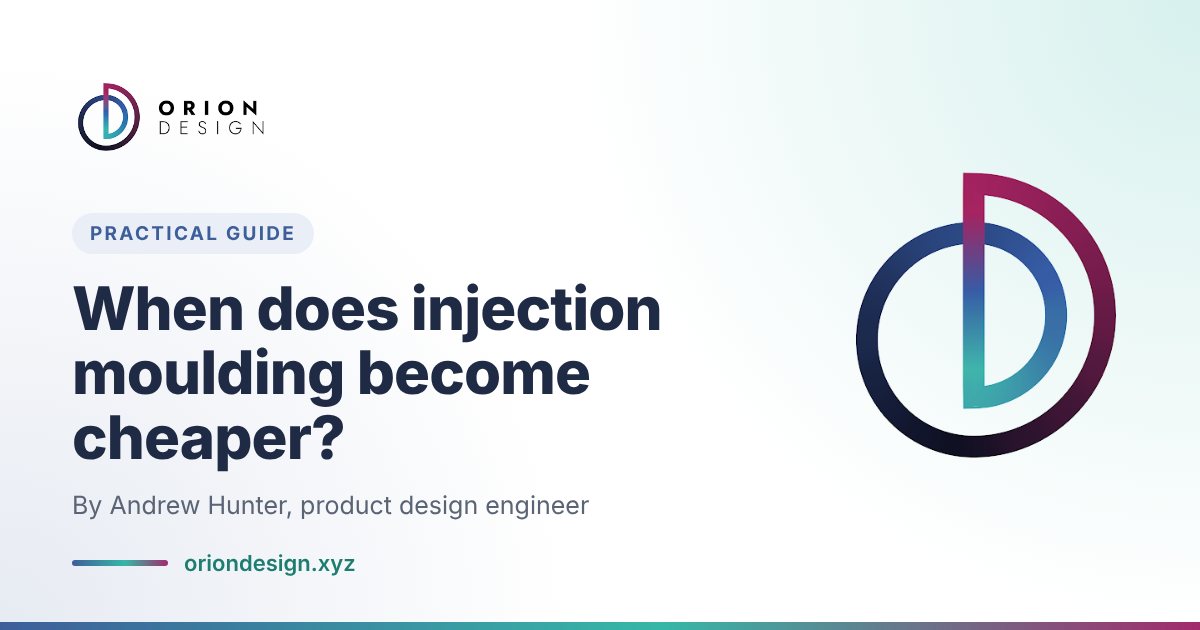 ORION
DESIGN
PRACTICAL GUIDE
When does injection
moulding become
cheaper?
By Andrew Hunter, product design engineer
oriondesign.xyz